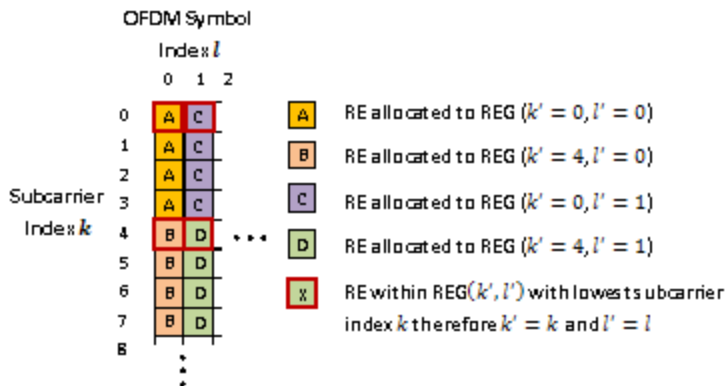 OFDM Symbol
Index l
0 1 2
0 A C
1 A C
2 A C
Subcarrier
3 A C
Index k
4 B D
5 B D
6 B D
7 B D
8
A RE allocated to REG (k′ = 0, l′ = 0)
B RE allocated to REG (k′ = 4, l′ = 0)
C RE allocated to REG (k′ = 0, l′ = 1)
D RE allocated to REG (k′ = 4, l′ = 1)
X RE within REG(k′, l′) with lowest subcarrier
index k therefore k′ = k and l′ = l